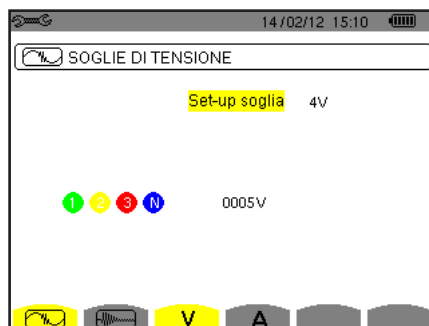 14/02/12 15:10
SOGLIE DI TENSIONE
Set-up soglia 4V
1 2 3 N 0005V
V A